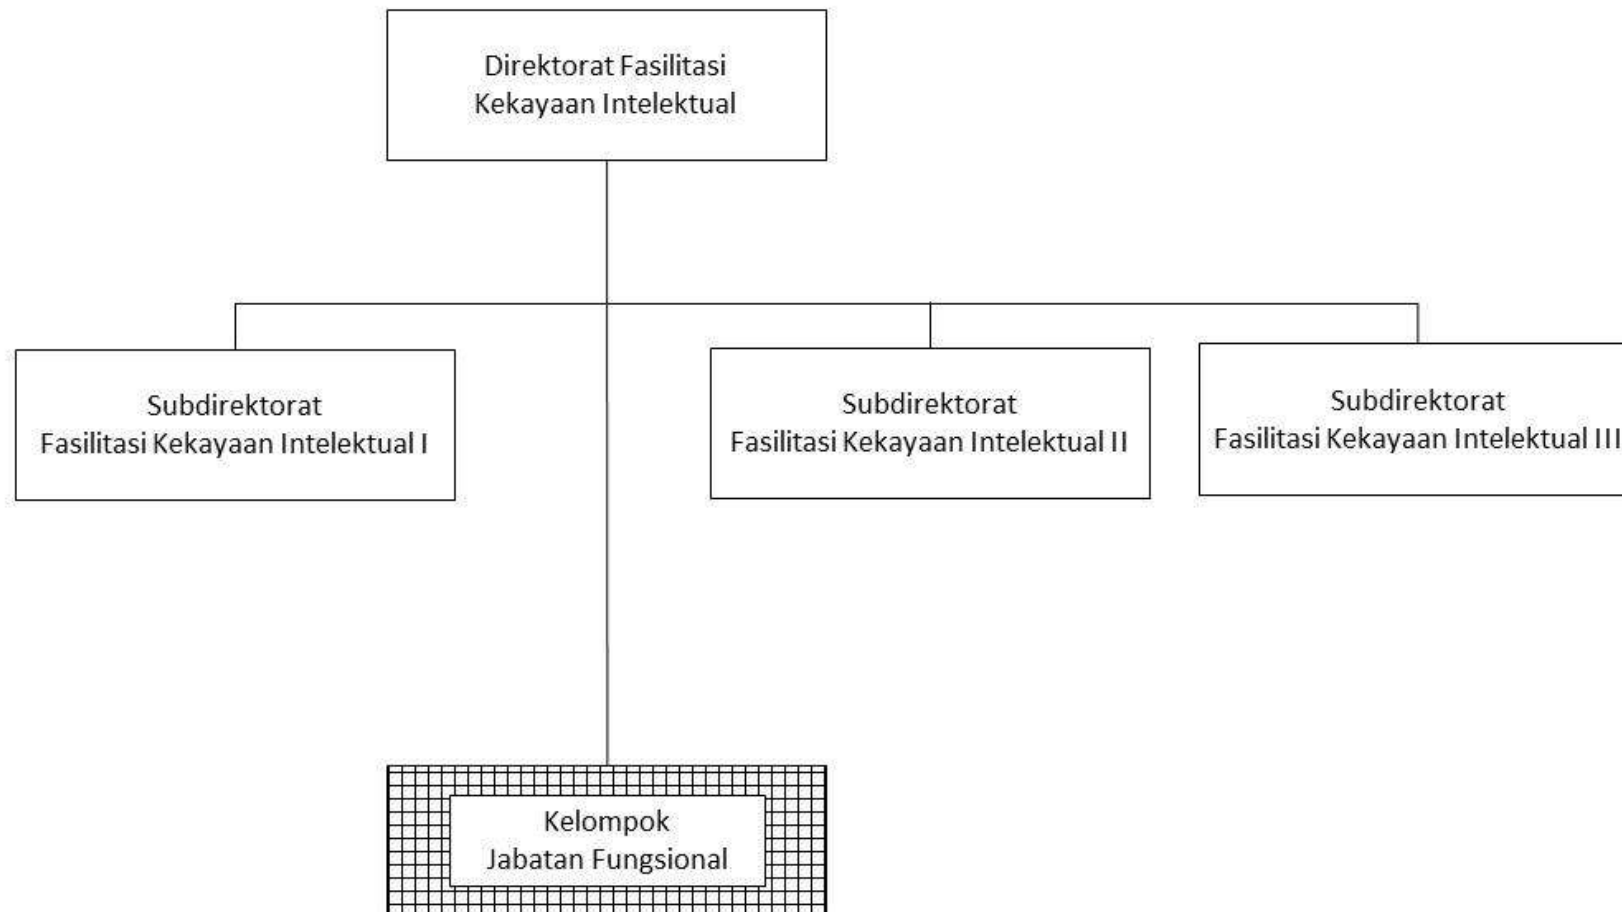 Direktorat Fasilitasi
Kekayaan Intelektual
Subdirektorat
Fasilitasi Kekayaan Intelektual I
Subdirektorat
Fasilitasi Kekayaan Intelektual II
Subdirektorat
Fasilitasi Kekayaan Intelektual III
Kelompok
Jabatan Fungsional